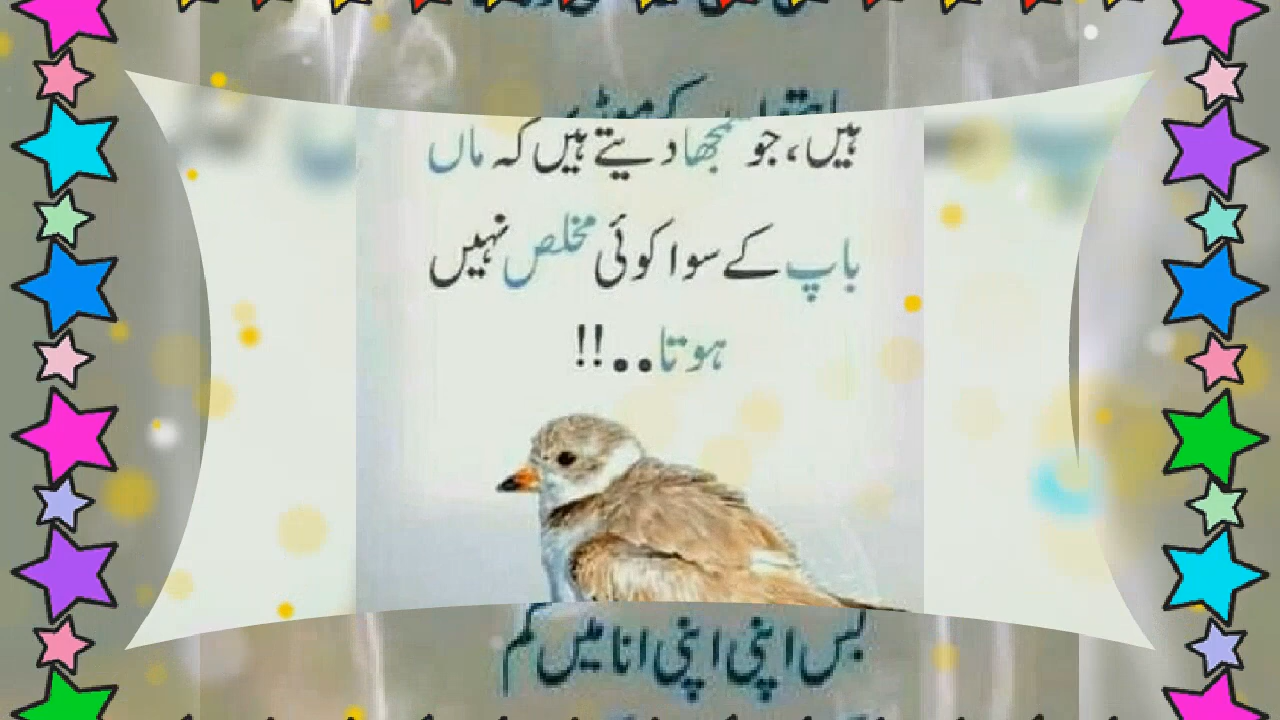 ہیں، جو سمجھا دیتے ہیں کہ ماں
باپ کے سوا کوئی مخلص نہیں
ہوتا..!!
بس اپنی اپنی انا میں گم